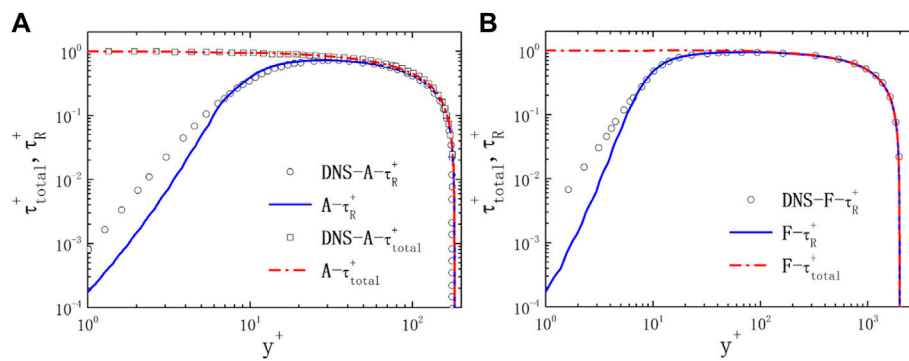 A
τ⁺total, τ⁺R
10⁰
10⁻¹
10⁻²
10⁻³
10⁻⁴
DNS-A-τ⁺R
A-τ⁺R
DNS-A-τ⁺total
A-τ⁺total
10⁰ 10¹ 10²
y⁺
B
τ⁺total, τ⁺R
10⁰
10⁻¹
10⁻²
10⁻³
10⁻⁴
DNS-F-τ⁺R
F-τ⁺R
F-τ⁺total
10⁰ 10¹ 10² 10³
y⁺